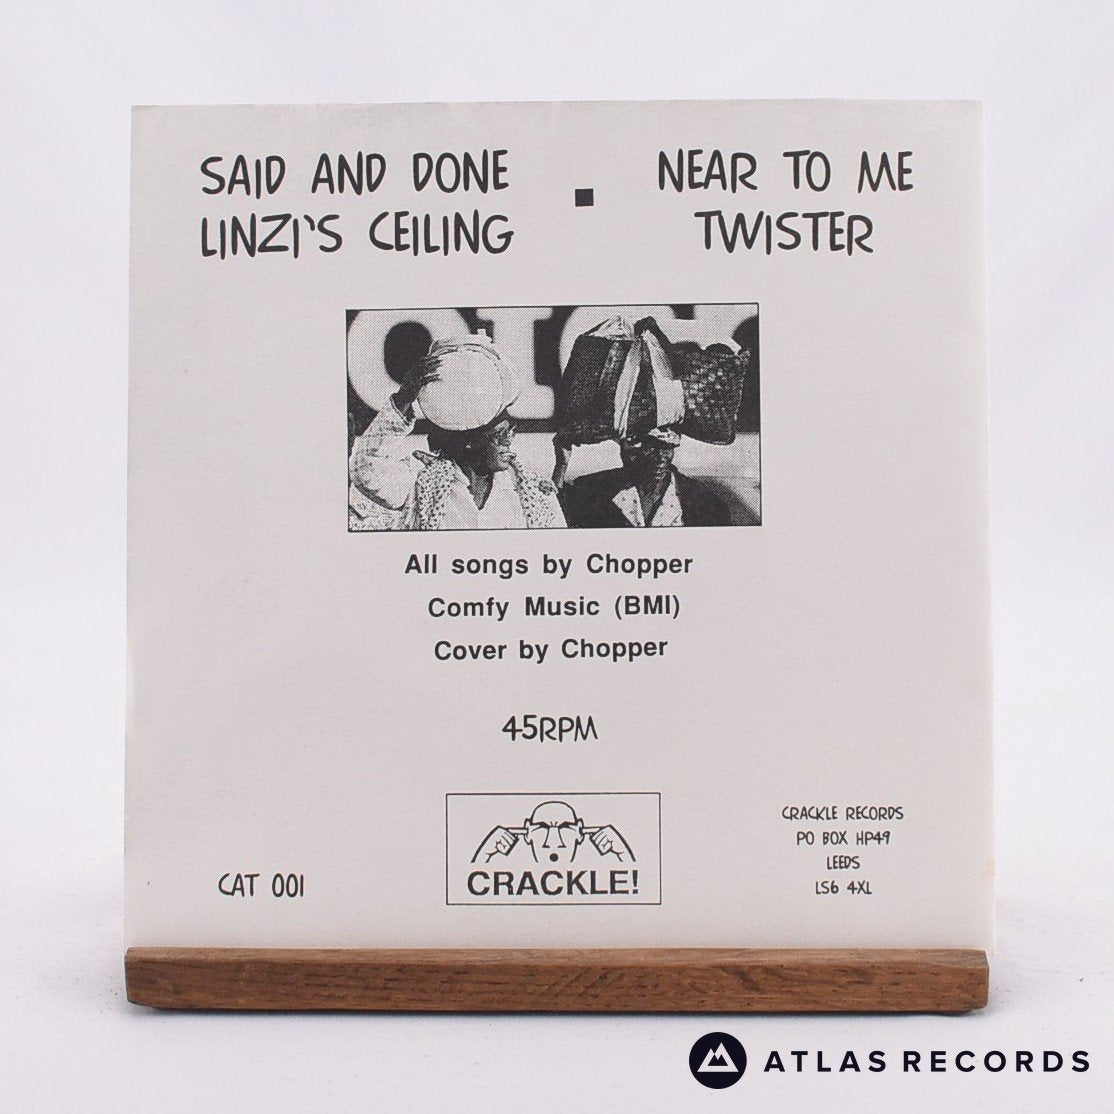 SAID AND DONE
LINZI'S CEILING
NEAR TO ME
TWISTER
All songs by Chopper
Comfy Music (BMI)
Cover by Chopper
45RPM
CRACKLE!
CAT 001
CRACKLE RECORDS
PO BOX HP49
LEEDS
LS6 4XL
ATLAS RECORDS